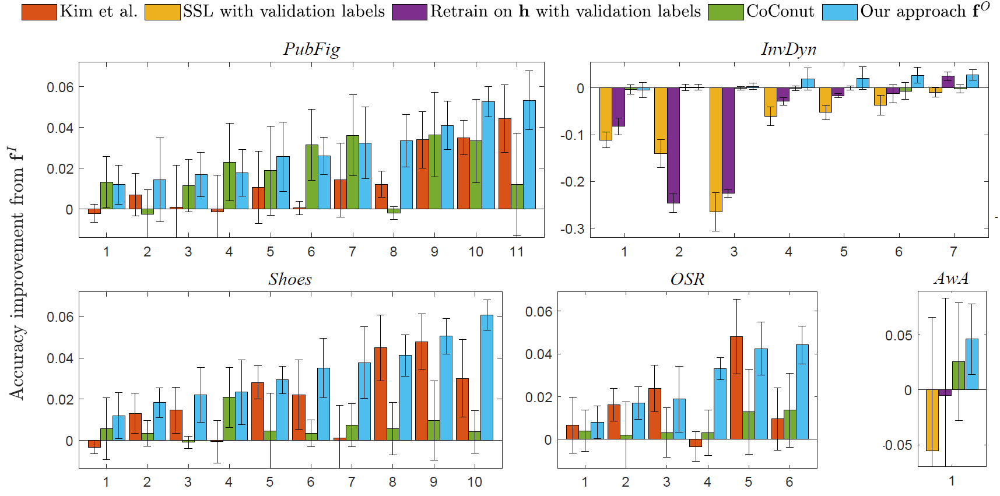 Kim et al. SSL with validation labels Retrain on h with validation labels CoConut Our approach f^O
PubFig
InvDyn
Accuracy improvement from f^I
0.06
0.04
0.02
0
1 2 3 4 5 6 7 8 9 10 11
0
-0.1
-0.2
-0.3
1 2 3 4 5 6 7
Shoes
OSR
AwA
0.06
0.04
0.02
0
1 2 3 4 5 6 7 8 9 10
0.06
0.04
0.02
0
1 2 3 4 5 6
0.05
0
-0.05
1